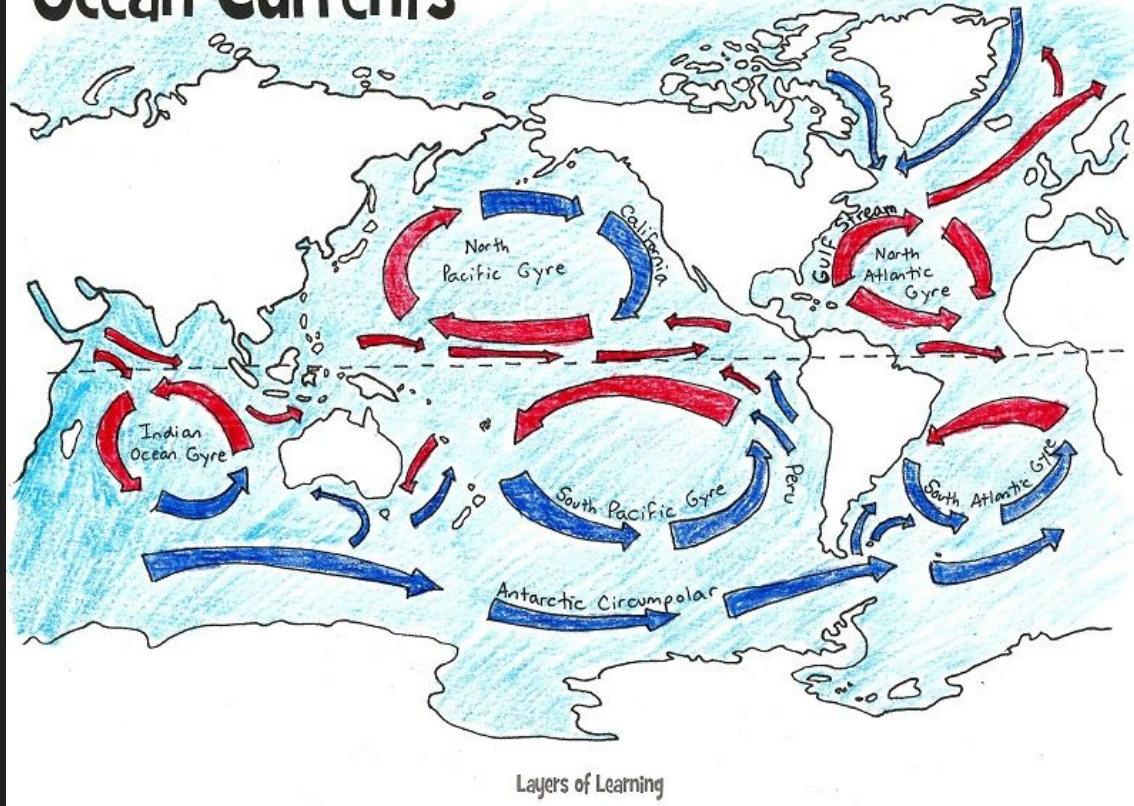 Ocean Currents
Gulf Stream
California
North
Pacific Gyre
North
Atlantic
Gyre
Indian
Ocean Gyre
Peru
South Pacific Gyre
South Atlantic Gyre
Antarctic Circumpolar
Layers of Learning